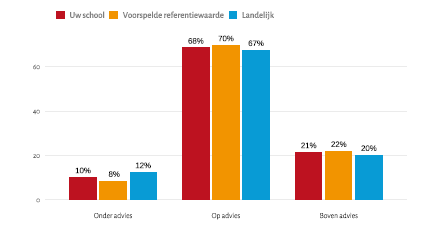 Uw school Voorspelde referentiewaarde Landelijk
68% 70% 67%
60
40
10% 8% 12% 21% 22% 20%
20
0
Onder advies Op advies Boven advies